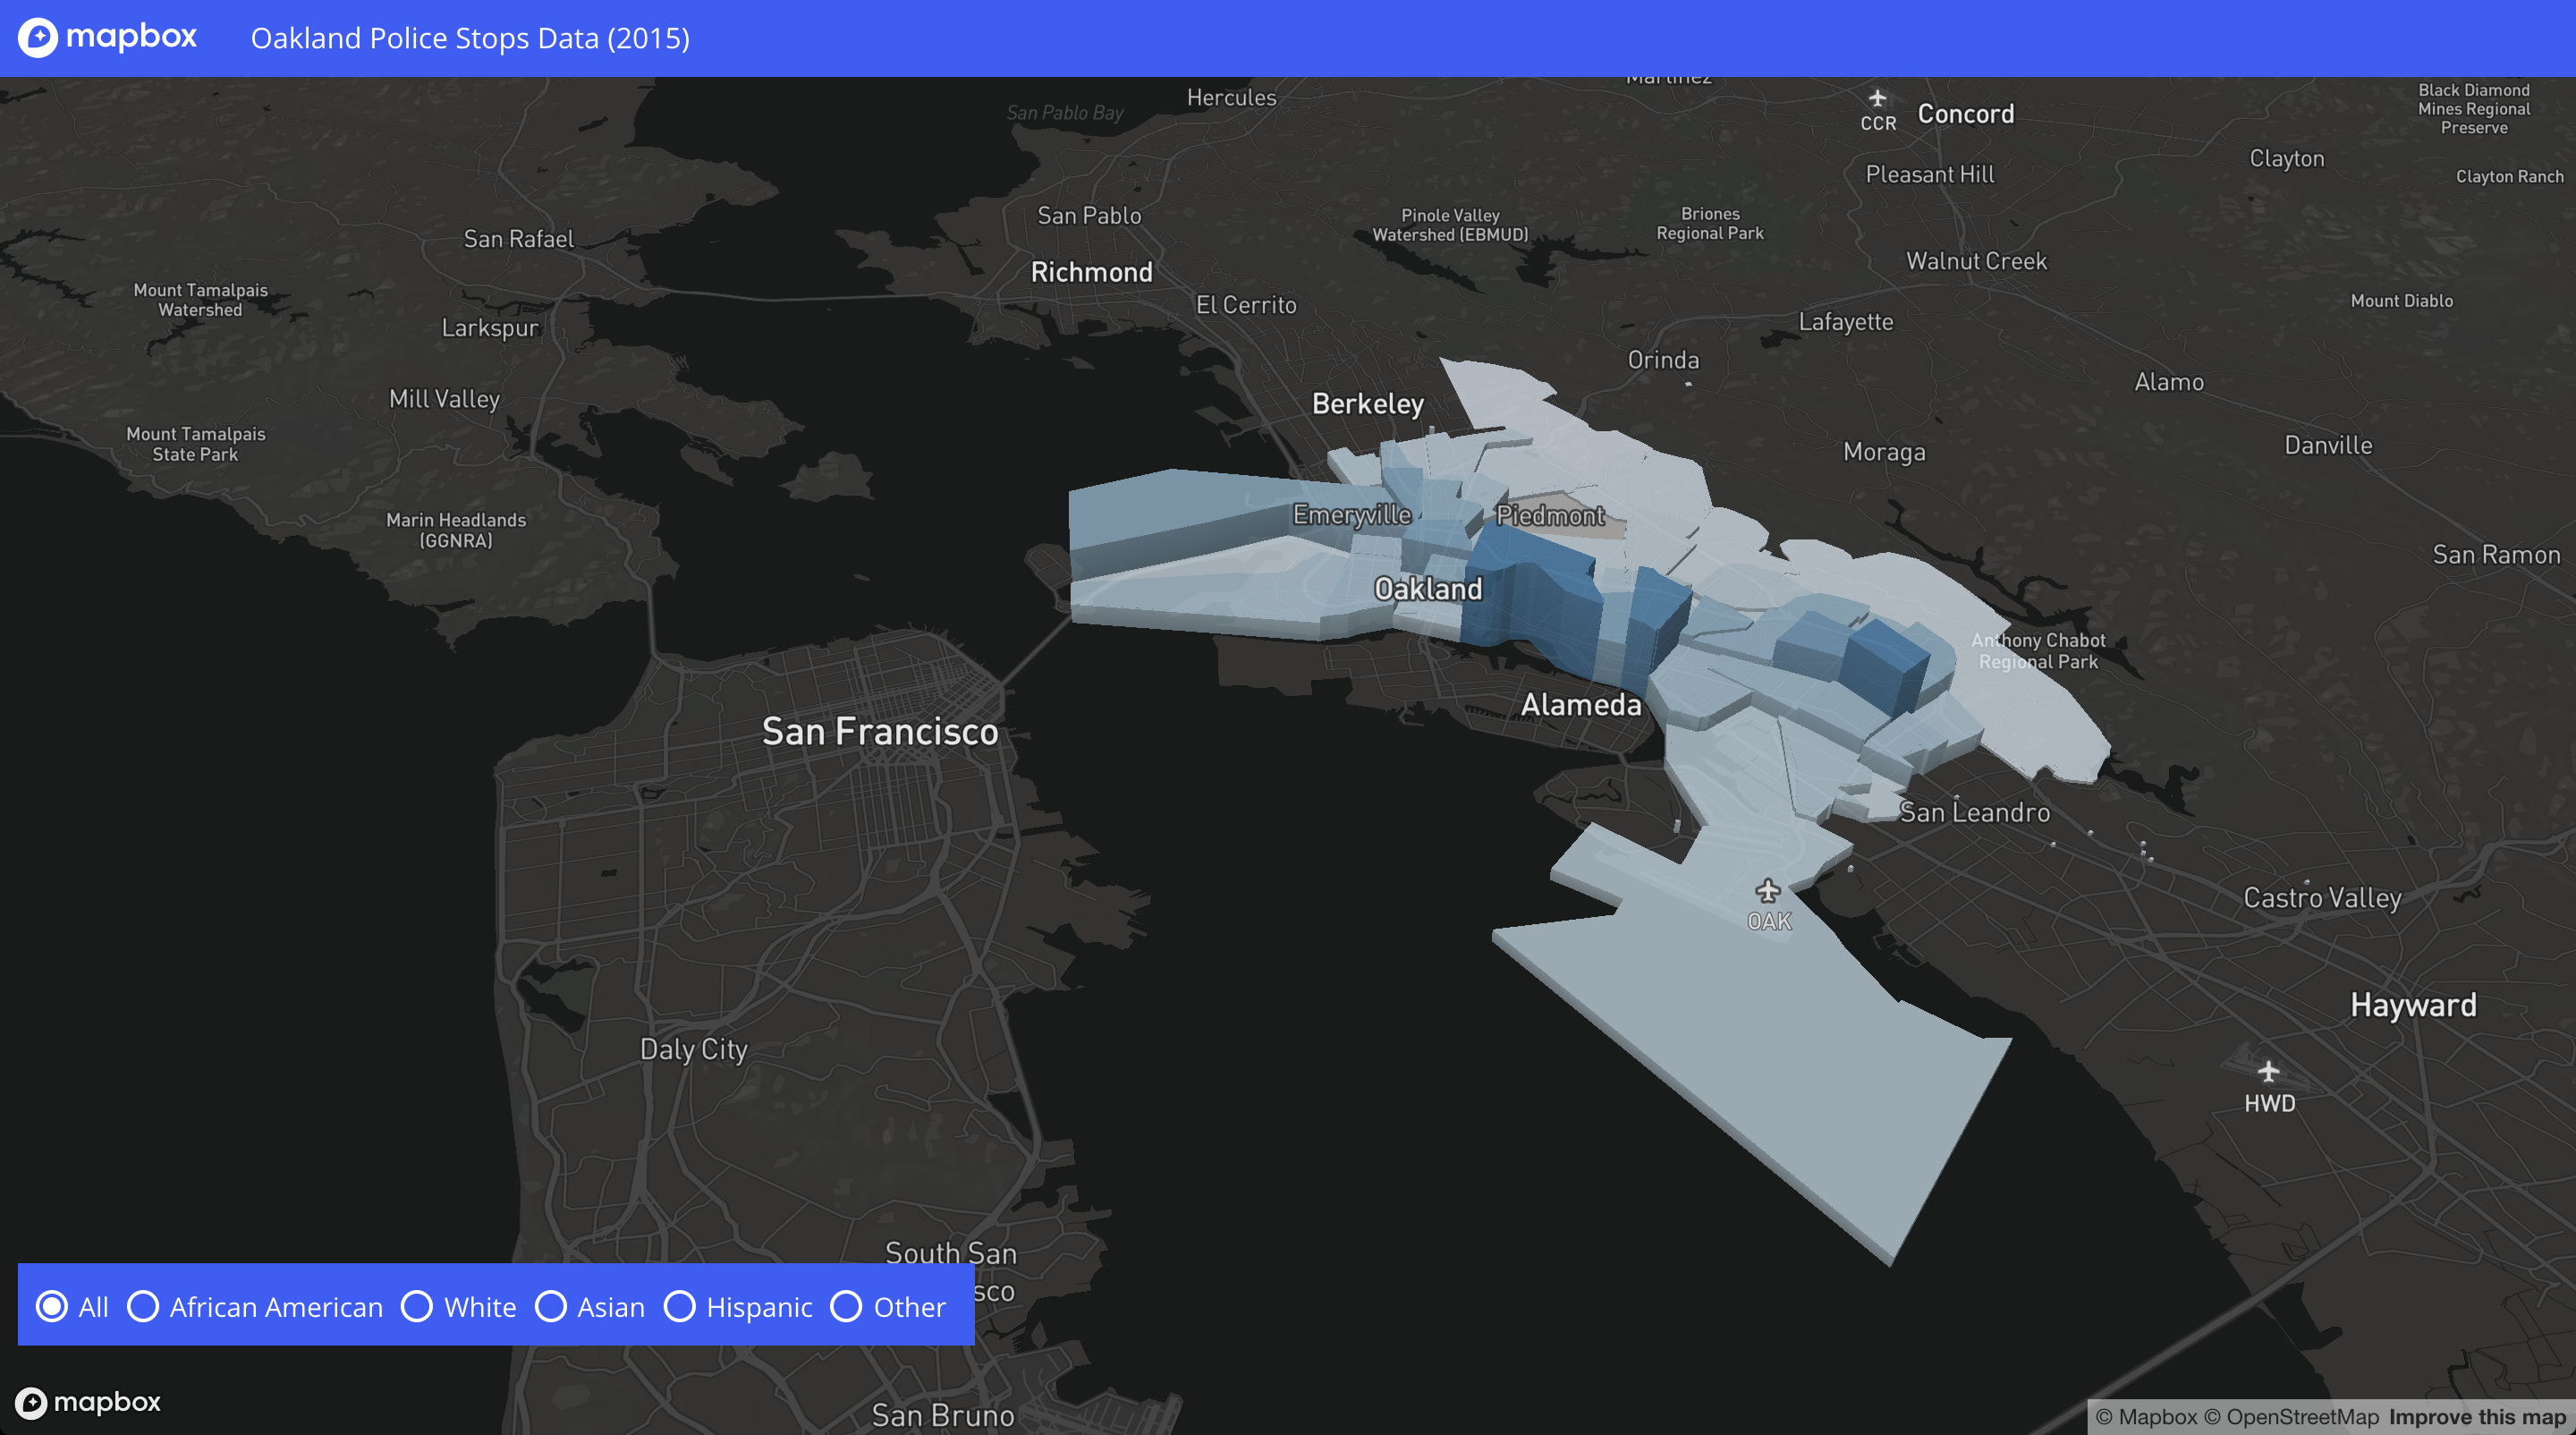 mapbox
Oakland Police Stops Data (2015)
Martinez
Hercules
San Pablo Bay
CCR
Concord
Black Diamond
Mines Regional
Preserve
Pleasant Hill
Clayton
Clayton Ranch
San Pablo
Pinole Valley
Watershed (EBMUD)
Briones
Regional Park
San Rafael
Richmond
Walnut Creek
Mount Tamalpais
Watershed
El Cerrito
Mount Diablo
Larkspur
Lafayette
Orinda
Alamo
Mill Valley
Berkeley
Mount Tamalpais
State Park
Moraga
Danville
Marin Headlands
(GGNRA)
Emeryville
Piedmont
San Ramon
Oakland
Anthony Chabot
Regional Park
Alameda
San Francisco
San Leandro
Castro Valley
OAK
Hayward
Daly City
HWD
South San
sco
All
African American
White
Asian
Hispanic
Other
mapbox
San Bruno
© Mapbox © OpenStreetMap Improve this map